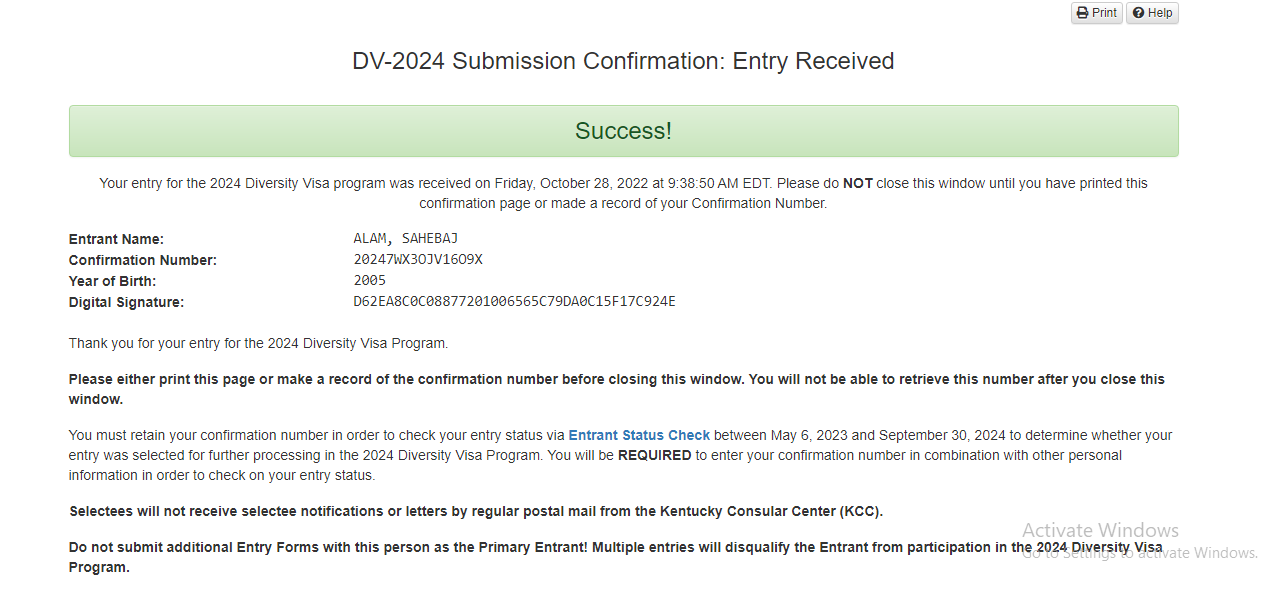 Print Help
DV-2024 Submission Confirmation: Entry Received
Success!
Your entry for the 2024 Diversity Visa program was received on Friday, October 28, 2022 at 9:38:50 AM EDT. Please do NOT close this window until you have printed this
confirmation page or made a record of your Confirmation Number.
Entrant Name: ALAM, SAHEBAJ
Confirmation Number: 20247WX3OJV16O9X
Year of Birth: 2005
Digital Signature: D62EA8C0C08877201006565C79DA0C15F17C924E
Thank you for your entry for the 2024 Diversity Visa Program.
Please either print this page or make a record of the confirmation number before closing this window. You will not be able to retrieve this number after you close this
window.
You must retain your confirmation number in order to check your entry status via Entrant Status Check between May 6, 2023 and September 30, 2024 to determine whether your
entry was selected for further processing in the 2024 Diversity Visa Program. You will be REQUIRED to enter your confirmation number in combination with other personal
information in order to check on your entry status.
Selectees will not receive selectee notifications or letters by regular postal mail from the Kentucky Consular Center (KCC).
Do not submit additional Entry Forms with this person as the Primary Entrant! Multiple entries will disqualify the Entrant from participation in the 2024 Diversity Visa
Program.
Activate Windows
Go to Settings to activate Windows.